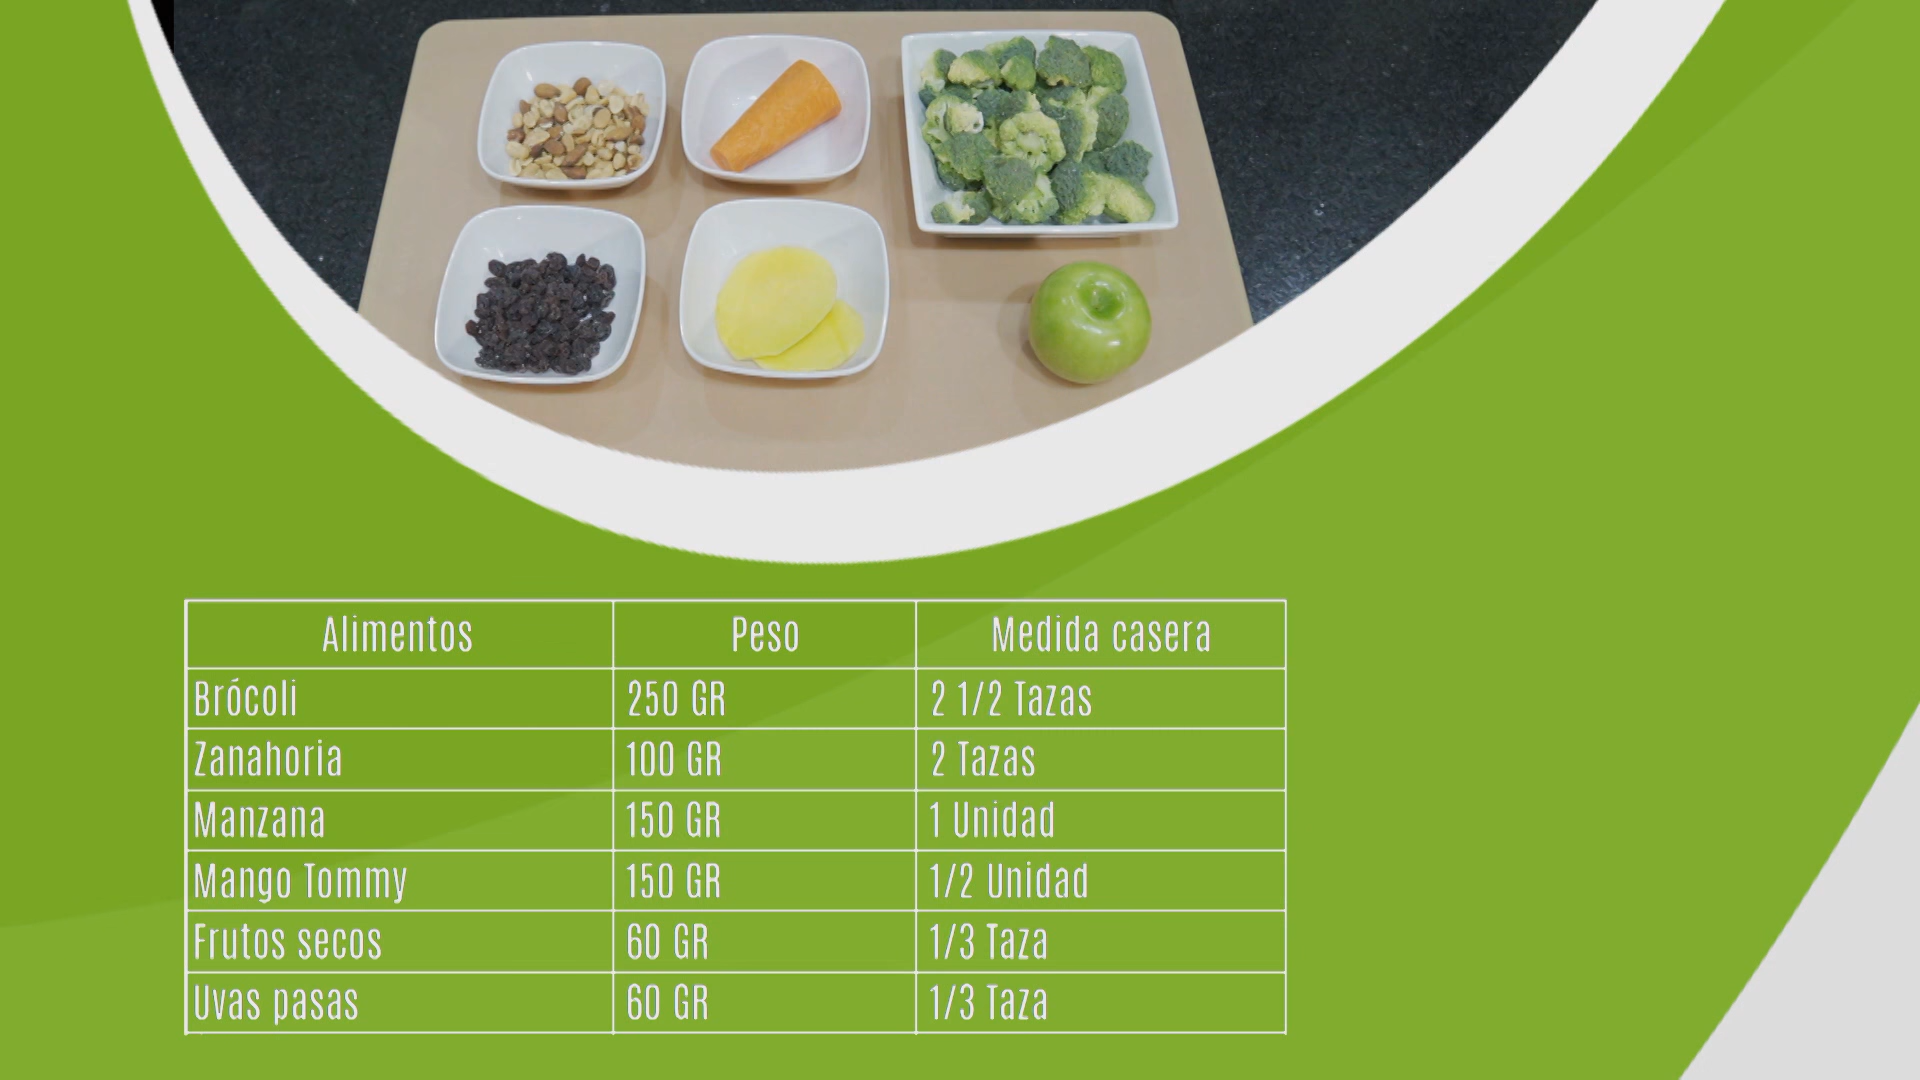 Alimentos Peso Medida casera
Brócoli 250 GR 2 1/2 Tazas
Zanahoria 100 GR 2 Tazas
Manzana 150 GR 1 Unidad
Mango Tommy 150 GR 1/2 Unidad
Frutos secos 60 GR 1/3 Taza
Uvas pasas 60 GR 1/3 Taza